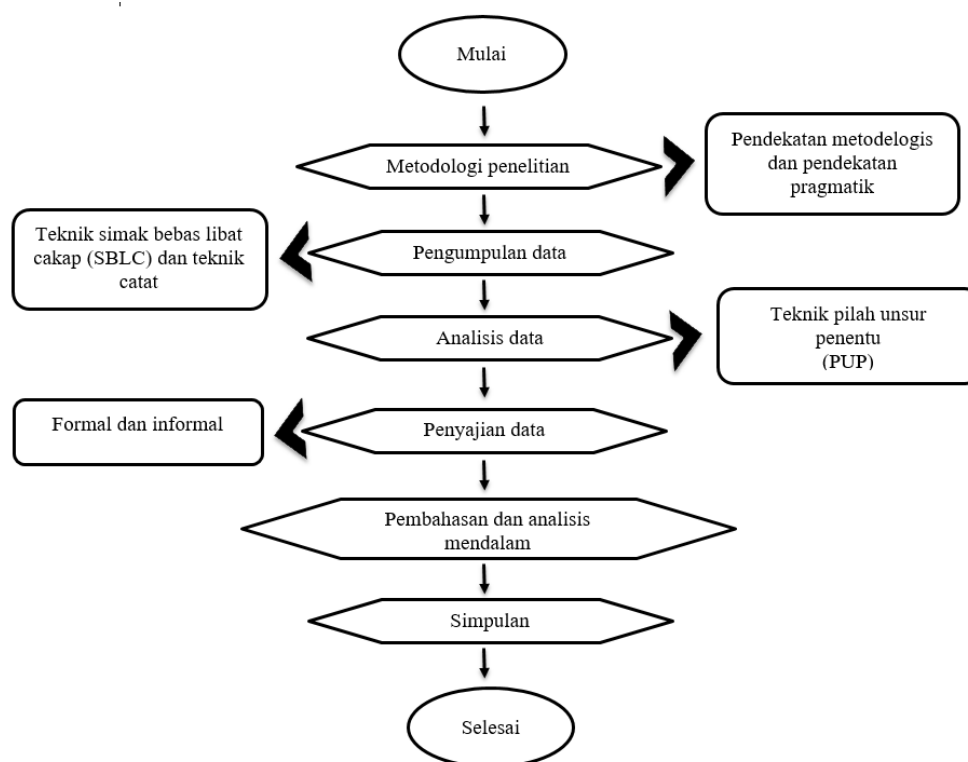 Mulai
Metodologi penelitian
Pendekatan metodelogis
dan pendekatan
pragmatik
Teknik simak bebas libat
cakap (SBLC) dan teknik
catat
Pengumpulan data
Analisis data
Teknik pilah unsur
penentu
(PUP)
Formal dan informal
Penyajian data
Pembahasan dan analisis
mendalam
Simpulan
Selesai